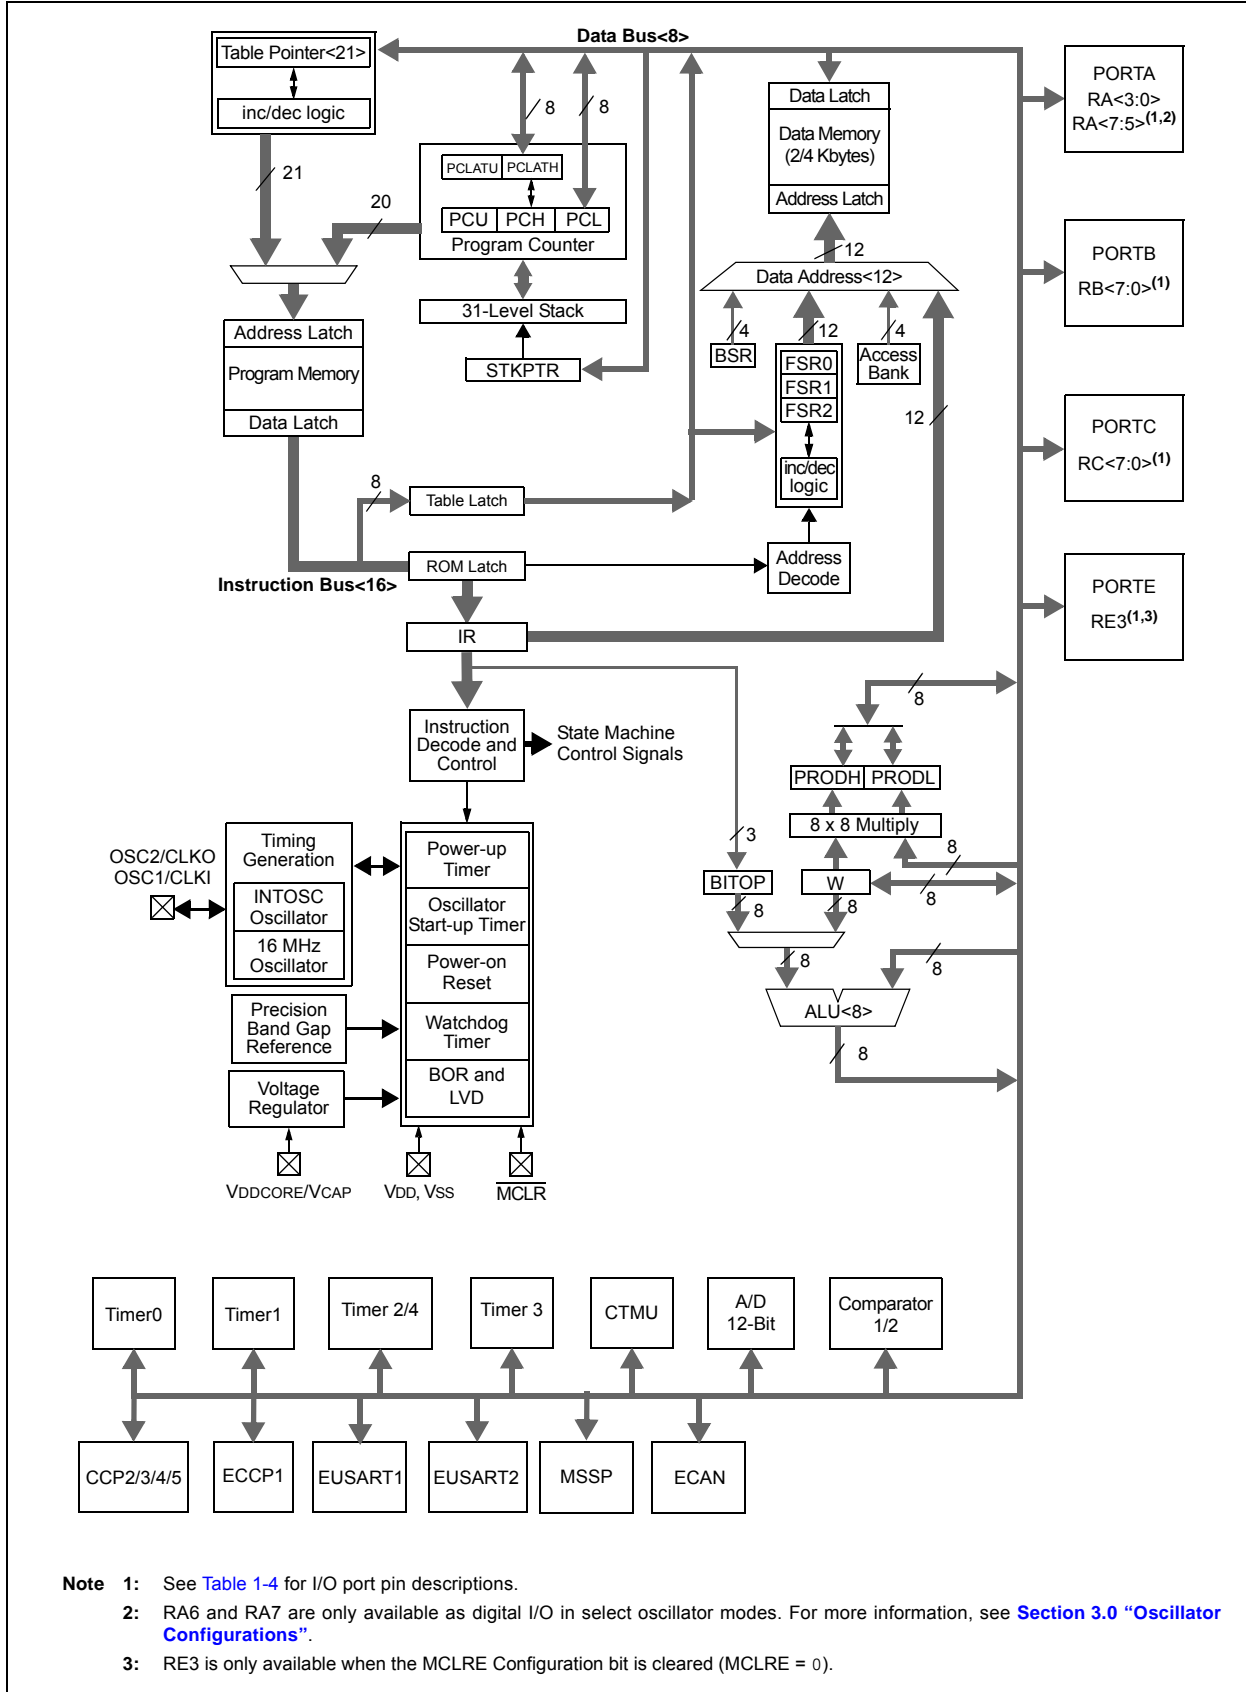 Data Bus<8>
Table Pointer<21>
inc/dec logic
21
20
8
8
PCLATU
PCLATH
PCU
PCH
PCL
Program Counter
31-Level Stack
STKPTR
Data Latch
Data Memory
(2/4 Kbytes)
Address Latch
12
Data Address<12>
4
12
4
BSR
FSR0
FSR1
FSR2
inc/dec
logic
Access
Bank
12
Address
Decode
PORTA
RA<3:0>
RA<7:5>(1,2)
PORTB
RB<7:0>(1)
PORTC
RC<7:0>(1)
PORTE
RE3(1,3)
Address Latch
Program Memory
Data Latch
8
Table Latch
ROM Latch
Instruction Bus<16>
IR
Instruction
Decode and
Control
State Machine
Control Signals
8
PRODH
PRODL
8 x 8 Multiply
3
8
BITOP
W
8
8
8
8
8
ALU<8>
8
OSC2/CLKO
OSC1/CLKI
Timing
Generation
INTOSC
Oscillator
16 MHz
Oscillator
Precision
Band Gap
Reference
Voltage
Regulator
Power-up
Timer
Oscillator
Start-up Timer
Power-on
Reset
Watchdog
Timer
BOR and
LVD
VDDCORE/VCAP
VDD, VSS
MCLR
Timer0
Timer1
Timer 2/4
Timer 3
CTMU
A/D
12-Bit
Comparator
1/2
CCP2/3/4/5
ECCP1
EUSART1
EUSART2
MSSP
ECAN
Note 1: See Table 1-4 for I/O port pin descriptions.
2: RA6 and RA7 are only available as digital I/O in select oscillator modes. For more information, see Section 3.0 “Oscillator
Configurations”.
3: RE3 is only available when the MCLRE Configuration bit is cleared (MCLRE = 0).